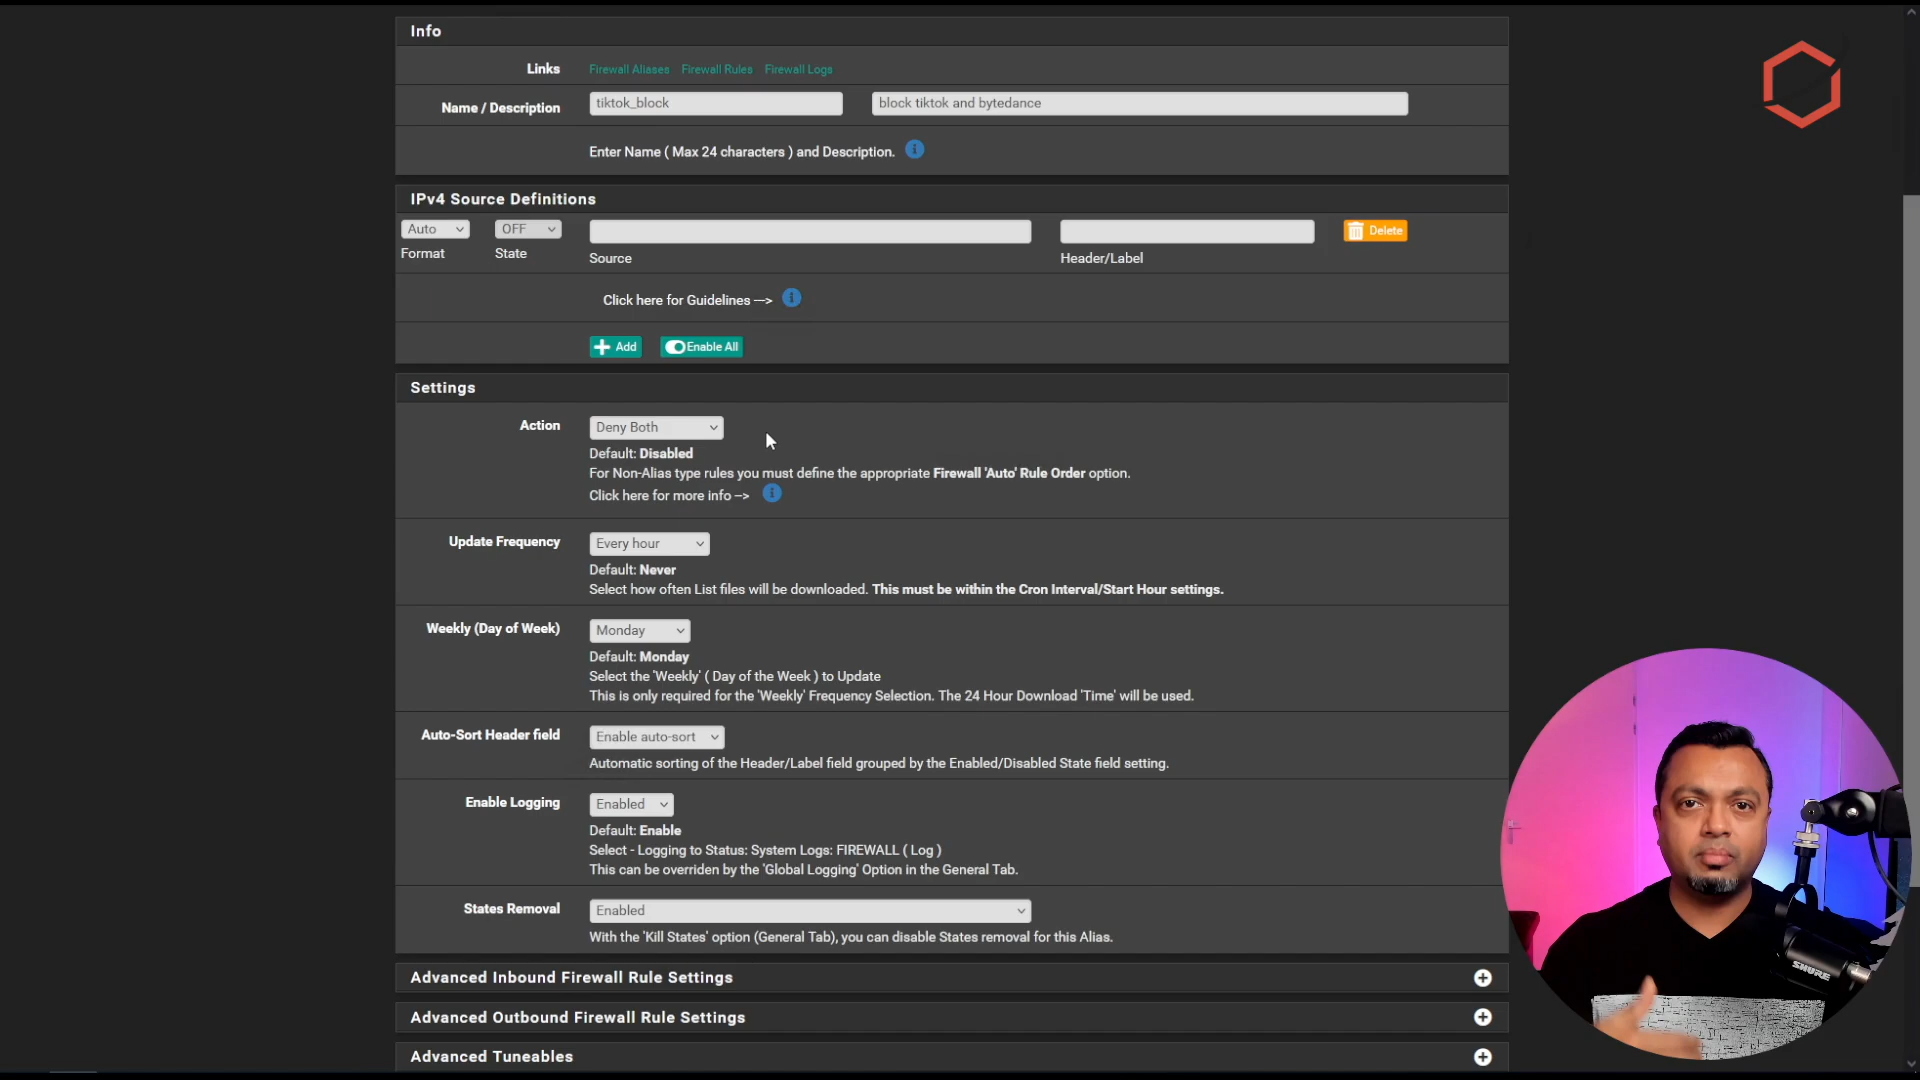 Info
Links Firewall Aliases Firewall Rules Firewall Logs
Name / Description tiktok_block block tiktok and bytedance
Enter Name ( Max 24 characters ) and Description.
IPv4 Source Definitions
Auto OFF Delete
Format State Source Header/Label
Click here for Guidelines --->
Add Enable All
Settings
Action Deny Both
Default: Disabled
For Non-Alias type rules you must define the appropriate Firewall 'Auto' Rule Order option.
Click here for more info -->
Update Frequency Every hour
Default: Never
Select how often List files will be downloaded. This must be within the Cron Interval/Start Hour settings.
Weekly (Day of Week) Monday
Default: Monday
Select the 'Weekly' ( Day of the Week ) to Update
This is only required for the 'Weekly' Frequency Selection. The 24 Hour Download 'Time' will be used.
Auto-Sort Header field Enable auto-sort
Automatic sorting of the Header/Label field grouped by the Enabled/Disabled State field setting.
Enable Logging Enabled
Default: Enable
Select - Logging to Status: System Logs: FIREWALL ( Log )
This can be overriden by the 'Global Logging' Option in the General Tab.
States Removal Enabled
With the 'Kill States' option (General Tab), you can disable States removal for this Alias.
Advanced Inbound Firewall Rule Settings
Advanced Outbound Firewall Rule Settings
Advanced Tuneables
SHURE